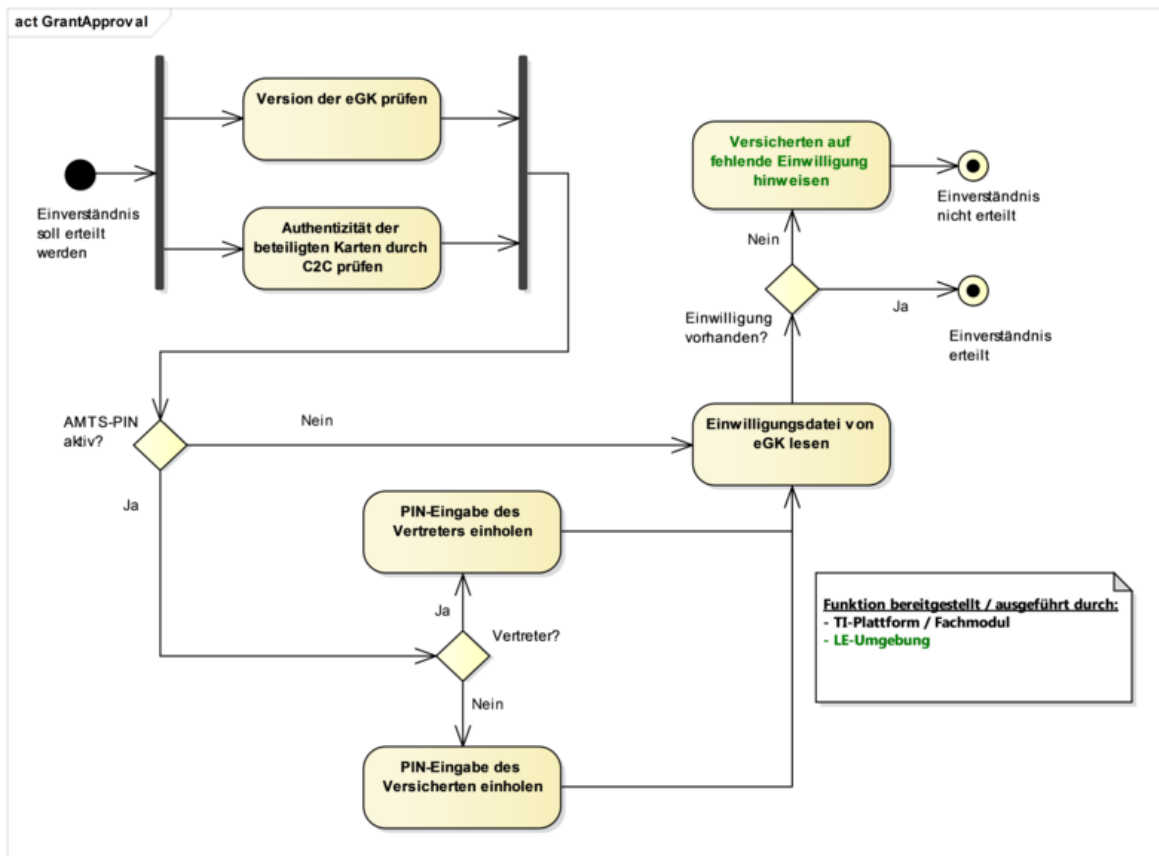 act GrantApproval
Version der eGK prüfen
Einverständnis
soll erteilt
werden
Authentizität der
beteiligten Karten durch
C2C prüfen
Versicherten auf
fehlende Einwilligung
hinweisen
Einverständnis
nicht erteilt
Nein
Einwilligung
vorhanden?
Ja
Einverständnis
erteilt
AMTS-PIN
aktiv?
Nein
Ja
Einwilligungsdatei von
eGK lesen
PIN-Eingabe des
Vertreters einholen
Ja
Vertreter?
Nein
PIN-Eingabe des
Versicherten einholen
Funktion bereitgestellt / ausgeführt durch:
- TI-Plattform / Fachmodul
- LE-Umgebung